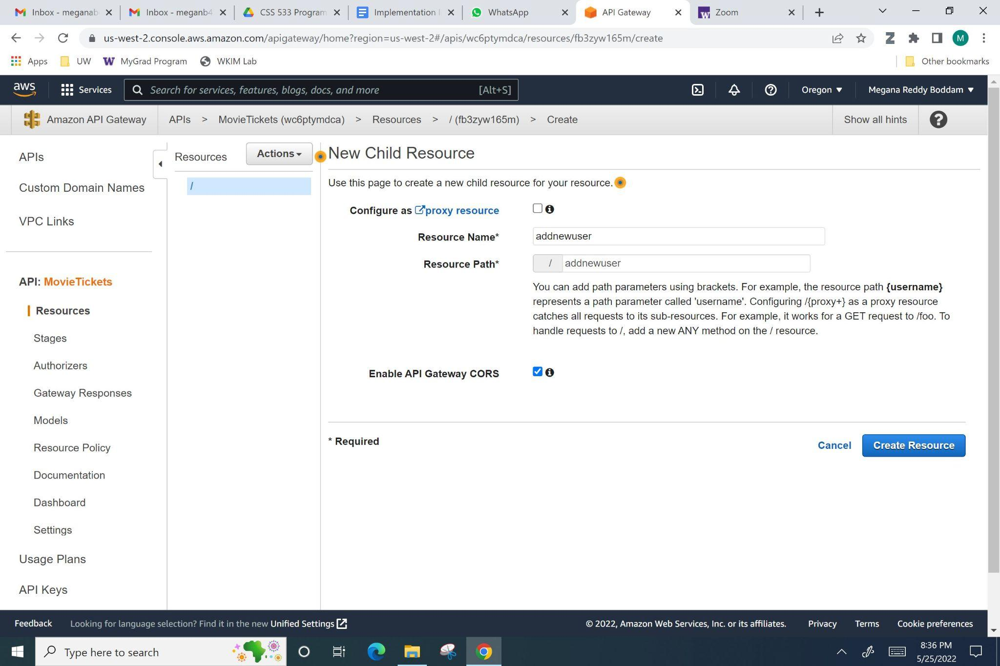 Inbox - meganab
Inbox - meganb4
CSS 533 Program
Implementation
WhatsApp
API Gateway
Zoom
us-west-2.console.aws.amazon.com/apigateway/home?region=us-west-2#/apis/wc6ptymdca/resources/fb3zyw165m/create
Z
M
Apps
UW
W MyGrad Program
WKIM Lab
Other bookmarks
aws
Services
Search for services, features, blogs, docs, and more [Alt+S]
Oregon ▼
Megana Reddy Boddam ▼
Amazon API Gateway
APIs > MovieTickets (wc6ptymdca) > Resources > / (fb3zyw165m) > Create
Show all hints
APIs
Custom Domain Names
VPC Links
API: MovieTickets
Resources
Stages
Authorizers
Gateway Responses
Models
Resource Policy
Documentation
Dashboard
Settings
Usage Plans
API Keys
Resources
Actions
/
New Child Resource
Use this page to create a new child resource for your resource.
Configure as proxy resource
Resource Name*
addnewuser
Resource Path*
/ addnewuser
You can add path parameters using brackets. For example, the resource path {username}
represents a path parameter called 'username'. Configuring /{proxy+} as a proxy resource
catches all requests to its sub-resources. For example, it works for a GET request to /foo. To
handle requests to /, add a new ANY method on the / resource.
Enable API Gateway CORS
* Required
Cancel
Create Resource
Feedback
Looking for language selection? Find it in the new Unified Settings
© 2022, Amazon Web Services, Inc. or its affiliates.
Privacy
Terms
Cookie preferences
Type here to search
8:36 PM
5/25/2022